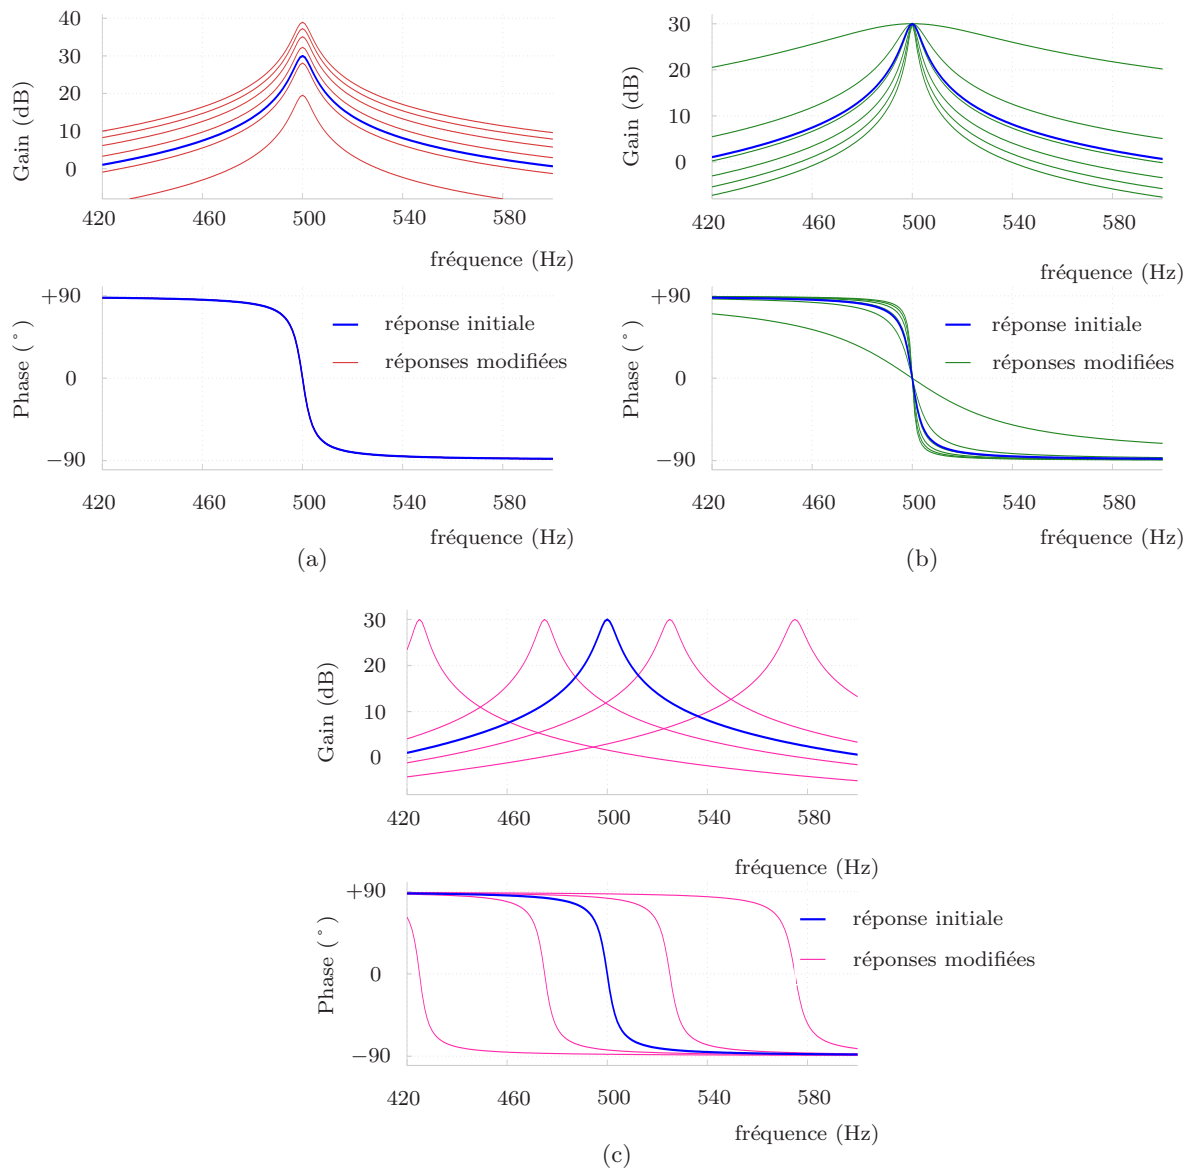 40
30
20
10
0
Gain (dB)
420 460 500 540 580
fréquence (Hz)
+90
0
−90
Phase (°)
réponse initiale
réponses modifiées
420 460 500 540 580
fréquence (Hz)
(a)
30
20
10
0
Gain (dB)
420 460 500 540 580
fréquence (Hz)
+90
0
−90
Phase (°)
réponse initiale
réponses modifiées
420 460 500 540 580
fréquence (Hz)
(b)
30
20
10
0
Gain (dB)
420 460 500 540 580
fréquence (Hz)
+90
0
−90
Phase (°)
réponse initiale
réponses modifiées
420 460 500 540 580
fréquence (Hz)
(c)